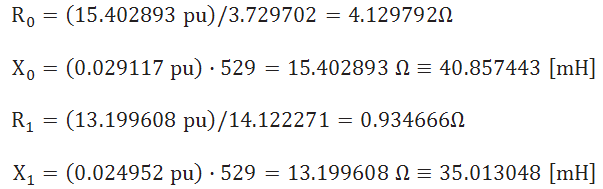 R₀ = (15.402893 pu)/3.729702 = 4.129792Ω
X₀ = (0.029117 pu) · 529 = 15.402893 Ω ≡ 40.857443 [mH]
R₁ = (13.199608 pu)/14.122271 = 0.934666Ω
X₁ = (0.024952 pu) · 529 = 13.199608 Ω ≡ 35.013048 [mH]